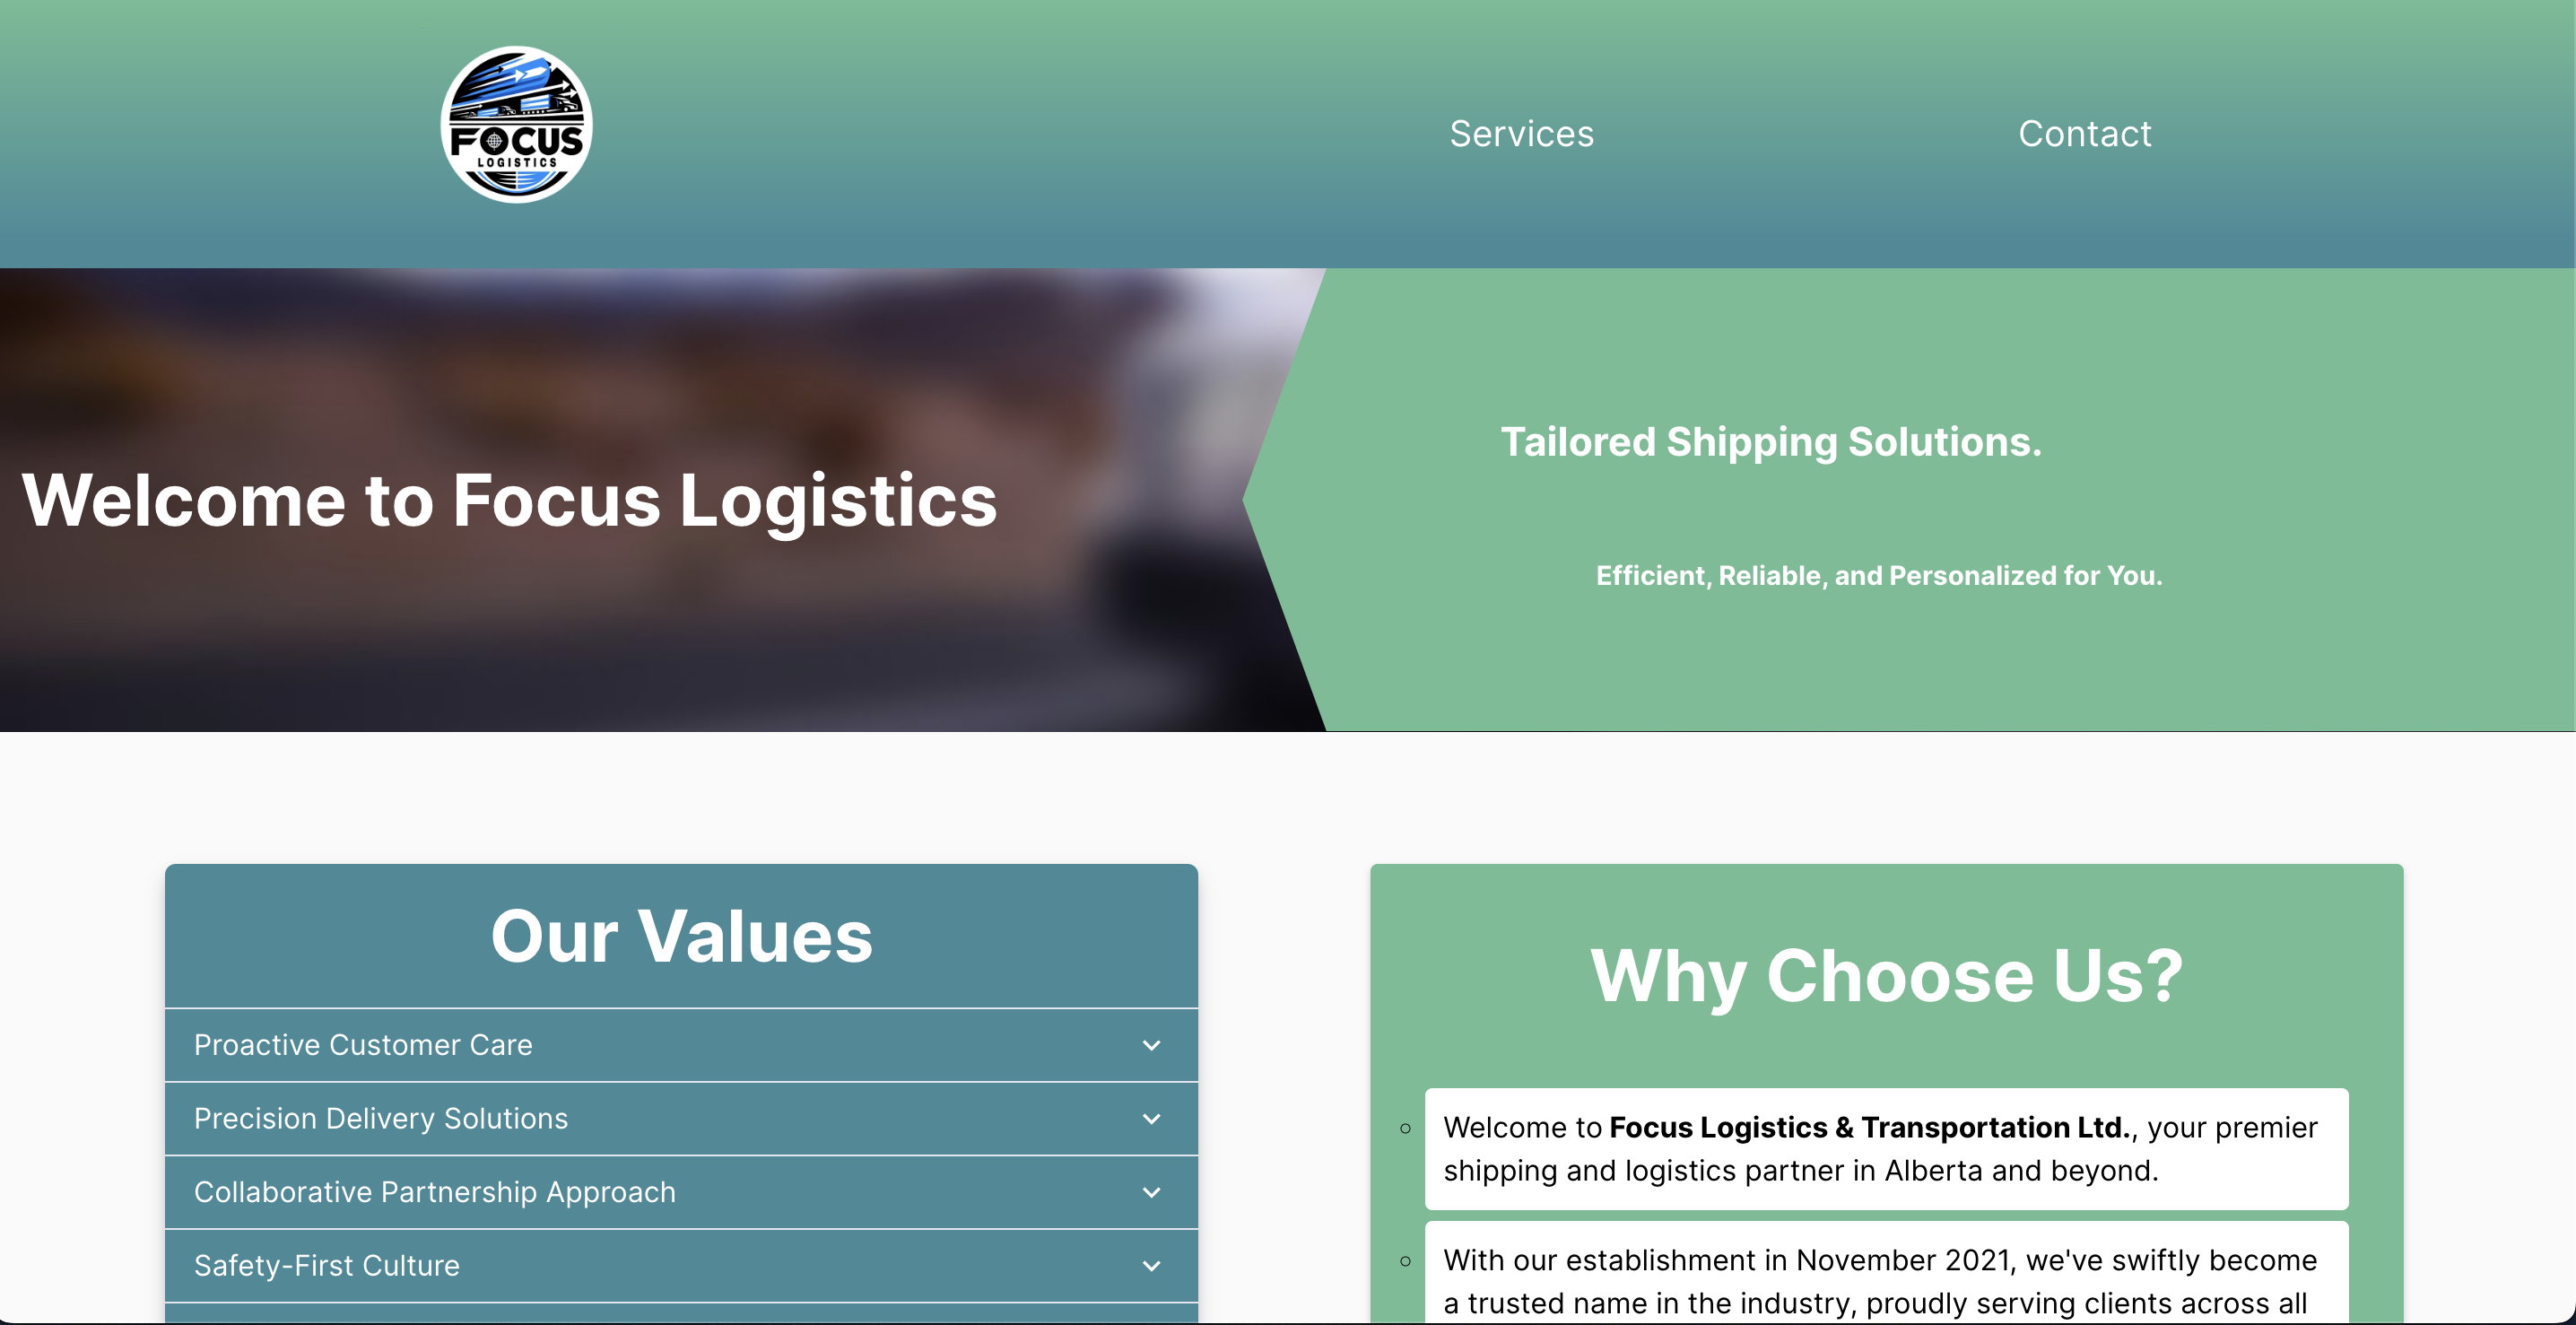 FOCUS
LOGISTICS
Services
Contact
Welcome to Focus Logistics
Tailored Shipping Solutions.
Efficient, Reliable, and Personalized for You.
Our Values
Proactive Customer Care
Precision Delivery Solutions
Collaborative Partnership Approach
Safety-First Culture
Why Choose Us?
Welcome to Focus Logistics & Transportation Ltd., your premier
shipping and logistics partner in Alberta and beyond.
With our establishment in November 2021, we've swiftly become
a trusted name in the industry, proudly serving clients across all